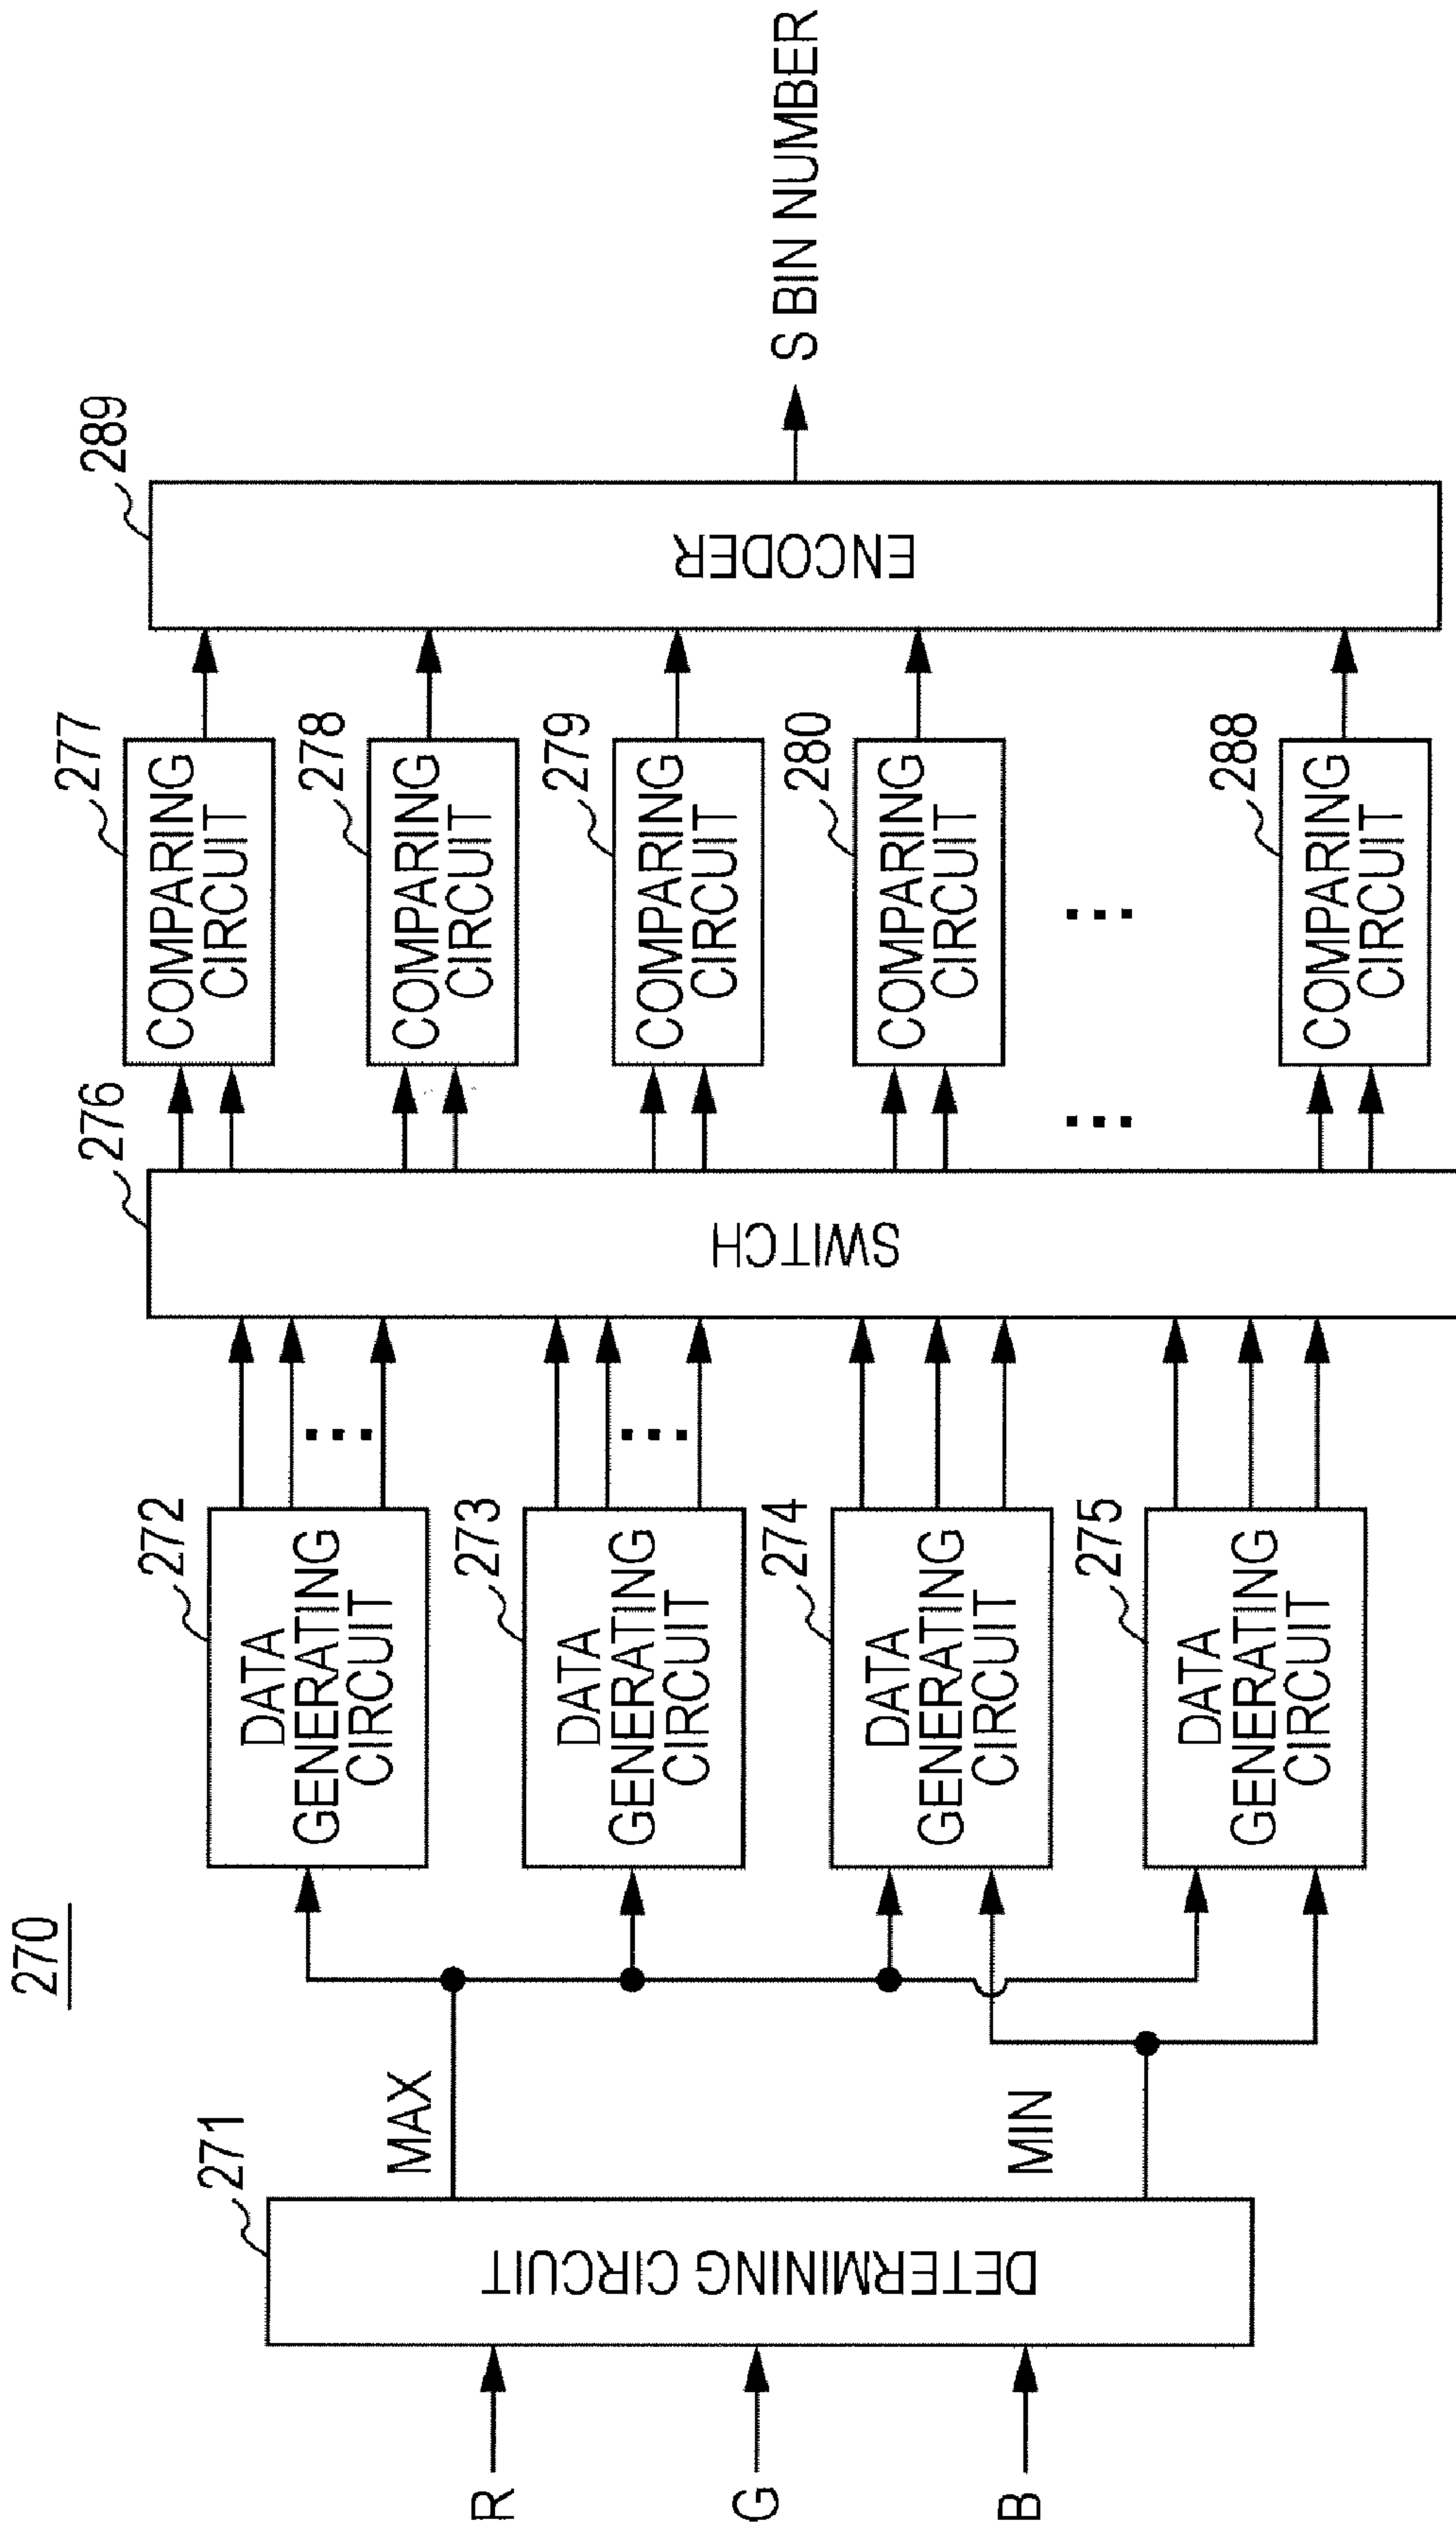 270
R
G
B
271
DETERMINING CIRCUIT
MAX
MIN
272
DATA
GENERATING
CIRCUIT
273
DATA
GENERATING
CIRCUIT
274
DATA
GENERATING
CIRCUIT
275
DATA
GENERATING
CIRCUIT
276
SWITCH
277
COMPARING
CIRCUIT
278
COMPARING
CIRCUIT
279
COMPARING
CIRCUIT
280
COMPARING
CIRCUIT
288
COMPARING
CIRCUIT
289
ENCODER
S BIN NUMBER